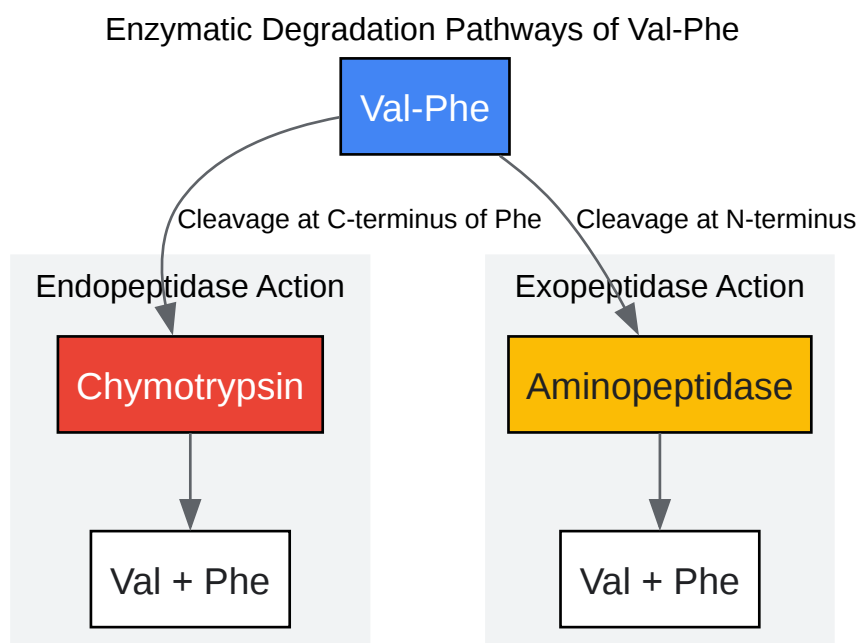 Enzymatic Degradation Pathways of Val-Phe
Val-Phe
Cleavage at C-terminus of Phe
Cleavage at N-terminus
Endopeptidase Action
Exopeptidase Action
Chymotrypsin
Aminopeptidase
Val + Phe
Val + Phe